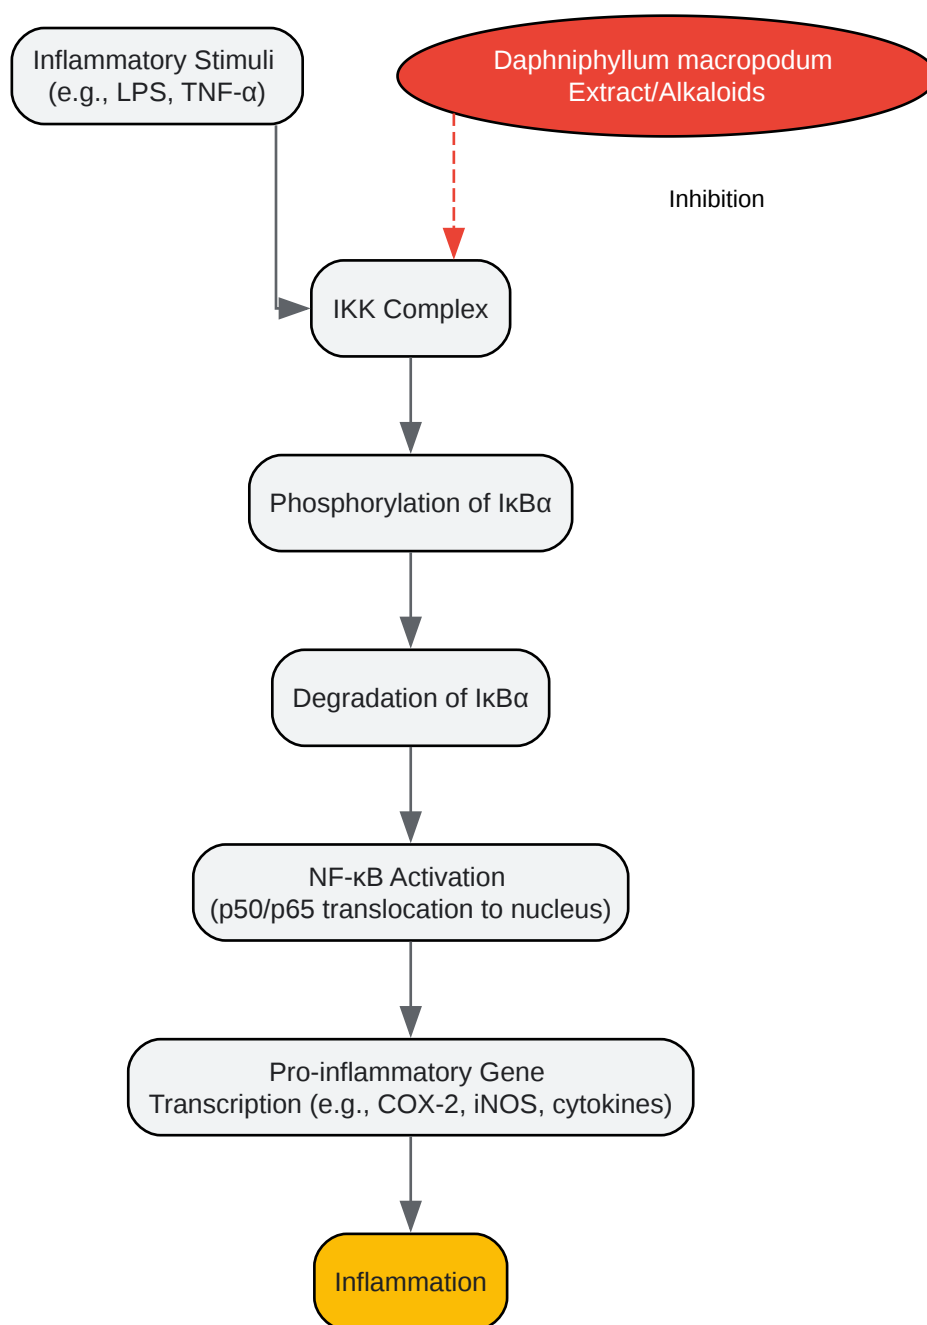 Inflammatory Stimuli
(e.g., LPS, TNF-α)
Daphniphyllum macropodum
Extract/Alkaloids
Inhibition
IKK Complex
Phosphorylation of IκBα
Degradation of IκBα
NF-κB Activation
(p50/p65 translocation to nucleus)
Pro-inflammatory Gene
Transcription (e.g., COX-2, iNOS, cytokines)
Inflammation